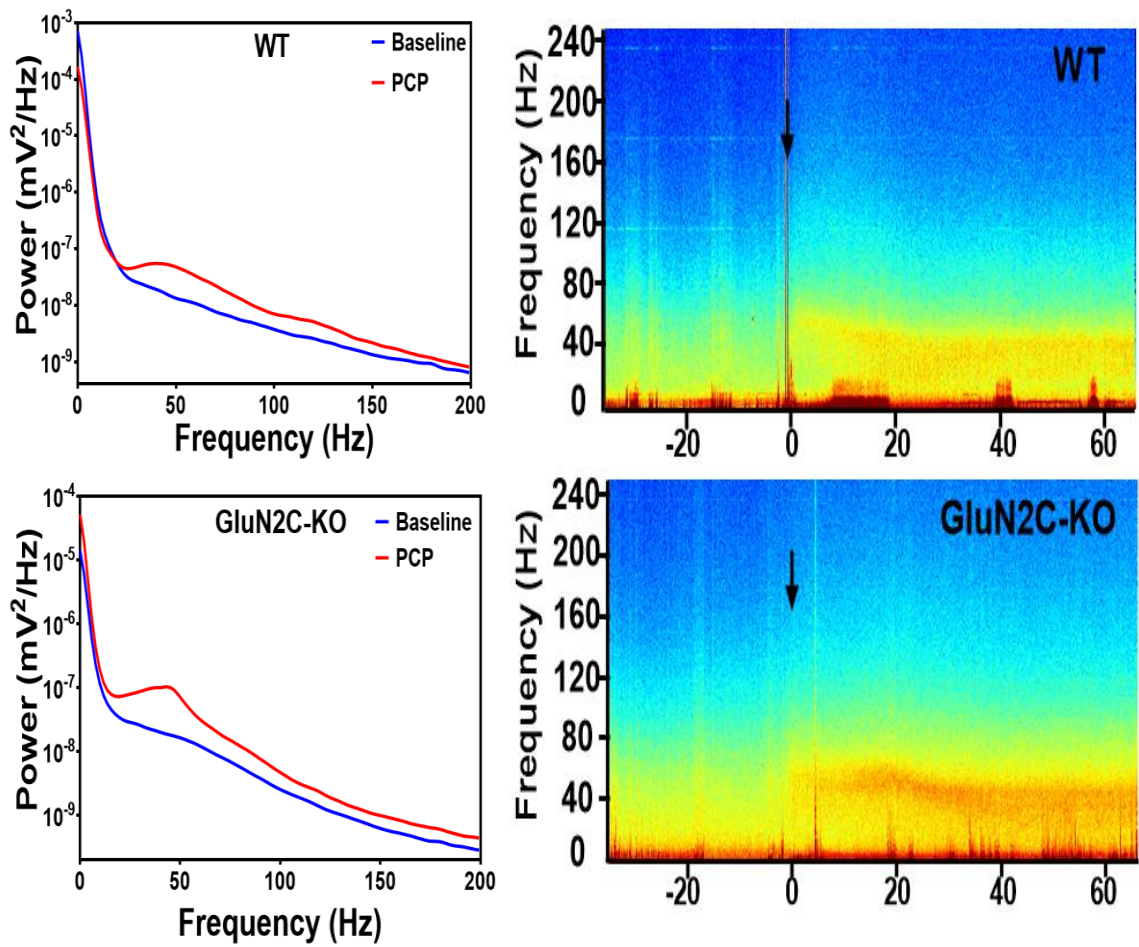 WT
Baseline
PCP
Power (mV²/Hz)
10⁻³
10⁻⁴
10⁻⁵
10⁻⁶
10⁻⁷
10⁻⁸
10⁻⁹
0 50 100 150 200
Frequency (Hz)
WT
Frequency (Hz)
240
200
160
120
80
40
0
-20 0 20 40 60
GluN2C-KO
Baseline
PCP
Power (mV²/Hz)
10⁻⁴
10⁻⁵
10⁻⁶
10⁻⁷
10⁻⁸
10⁻⁹
0 50 100 150 200
Frequency (Hz)
GluN2C-KO
Frequency (Hz)
240
200
160
120
80
40
0
-20 0 20 40 60